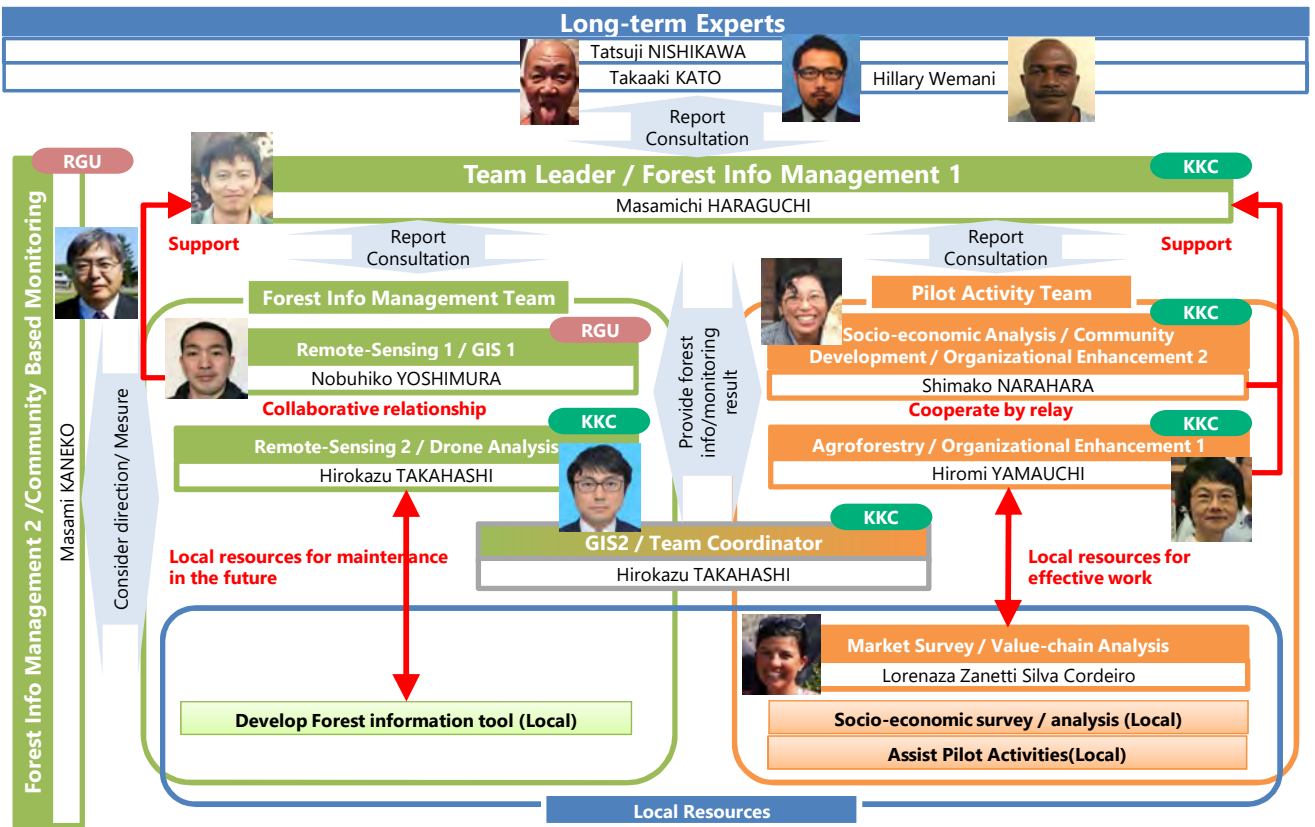 Long-term Experts
Tatsuji NISHIKAWA
Takaaki KATO
Hillary Wemani
Report
Consultation
RGU
KKC
Team Leader / Forest Info Management 1
Masamichi HARAGUCHI
Forest Info Management 2 /Community Based Monitoring
Masami KANEKO
Support
Report
Consultation
Report
Consultation
Support
Consider direction/ Mesure
Forest Info Management Team
RGU
Remote-Sensing 1 / GIS 1
Nobuhiko YOSHIMURA
Collaborative relationship
KKC
Remote-Sensing 2 / Drone Analysis
Hirokazu TAKAHASHI
Provide forest
info/monitoring
result
Pilot Activity Team
KKC
Socio-economic Analysis / Community
Development / Organizational Enhancement 2
Shimako NARAHARA
Cooperate by relay
KKC
Agroforestry / Organizational Enhancement 1
Hiromi YAMAUCHI
KKC
GIS2 / Team Coordinator
Hirokazu TAKAHASHI
Local resources for maintenance
in the future
Local resources for
effective work
Market Survey / Value-chain Analysis
Lorenaza Zanetti Silva Cordeiro
Develop Forest information tool (Local)
Socio-economic survey / analysis (Local)
Assist Pilot Activities(Local)
Local Resources